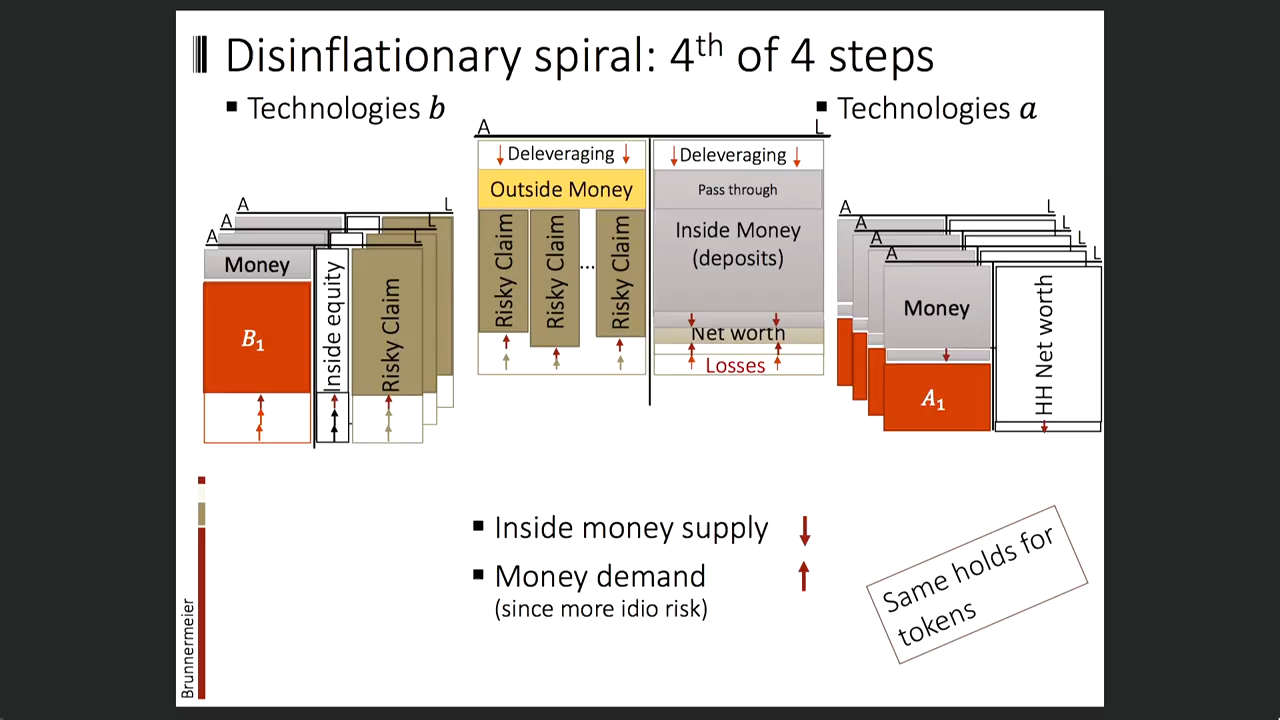 Disinflationary spiral: 4th of 4 steps
▪ Technologies b
▪ Technologies a
A L
A L
A L
Money
B₁
Inside equity
Risky Claim
A L
Deleveraging
Outside Money
Risky Claim
Risky Claim
...
Risky Claim
Deleveraging
Pass through
Inside Money
(deposits)
Net worth
Losses
A L
A L
A L
A L
Money
A₁
HH Net worth
▪ Inside money supply
▪ Money demand
(since more idio risk)
Same holds for
tokens
Brunnermeier